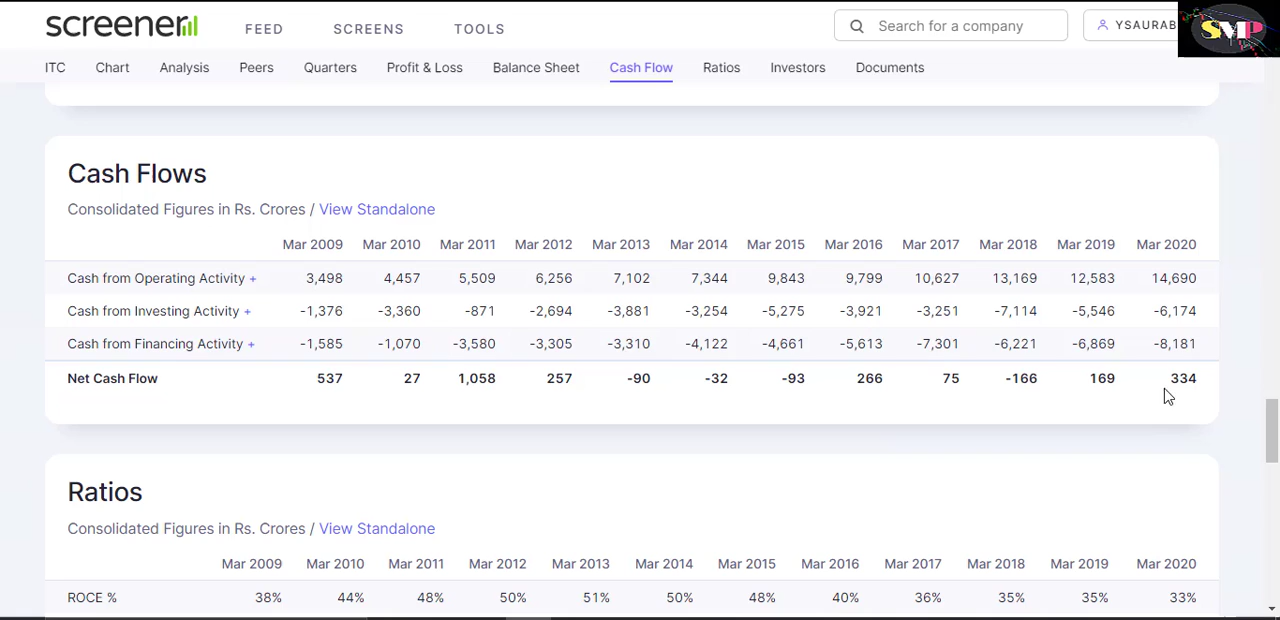 screener
FEED SCREENS TOOLS
Search for a company
YSAURAB
SMP
ITC Chart Analysis Peers Quarters Profit & Loss Balance Sheet Cash Flow Ratios Investors Documents
Cash Flows
Consolidated Figures in Rs. Crores / View Standalone
Mar 2009 Mar 2010 Mar 2011 Mar 2012 Mar 2013 Mar 2014 Mar 2015 Mar 2016 Mar 2017 Mar 2018 Mar 2019 Mar 2020
Cash from Operating Activity + 3,498 4,457 5,509 6,256 7,102 7,344 9,843 9,799 10,627 13,169 12,583 14,690
Cash from Investing Activity + -1,376 -3,360 -871 -2,694 -3,881 -3,254 -5,275 -3,921 -3,251 -7,114 -5,546 -6,174
Cash from Financing Activity + -1,585 -1,070 -3,580 -3,305 -3,310 -4,122 -4,661 -5,613 -7,301 -6,221 -6,869 -8,181
Net Cash Flow 537 27 1,058 257 -90 -32 -93 266 75 -166 169 334
Ratios
Consolidated Figures in Rs. Crores / View Standalone
Mar 2009 Mar 2010 Mar 2011 Mar 2012 Mar 2013 Mar 2014 Mar 2015 Mar 2016 Mar 2017 Mar 2018 Mar 2019 Mar 2020
ROCE % 38% 44% 48% 50% 51% 50% 48% 40% 36% 35% 35% 33%